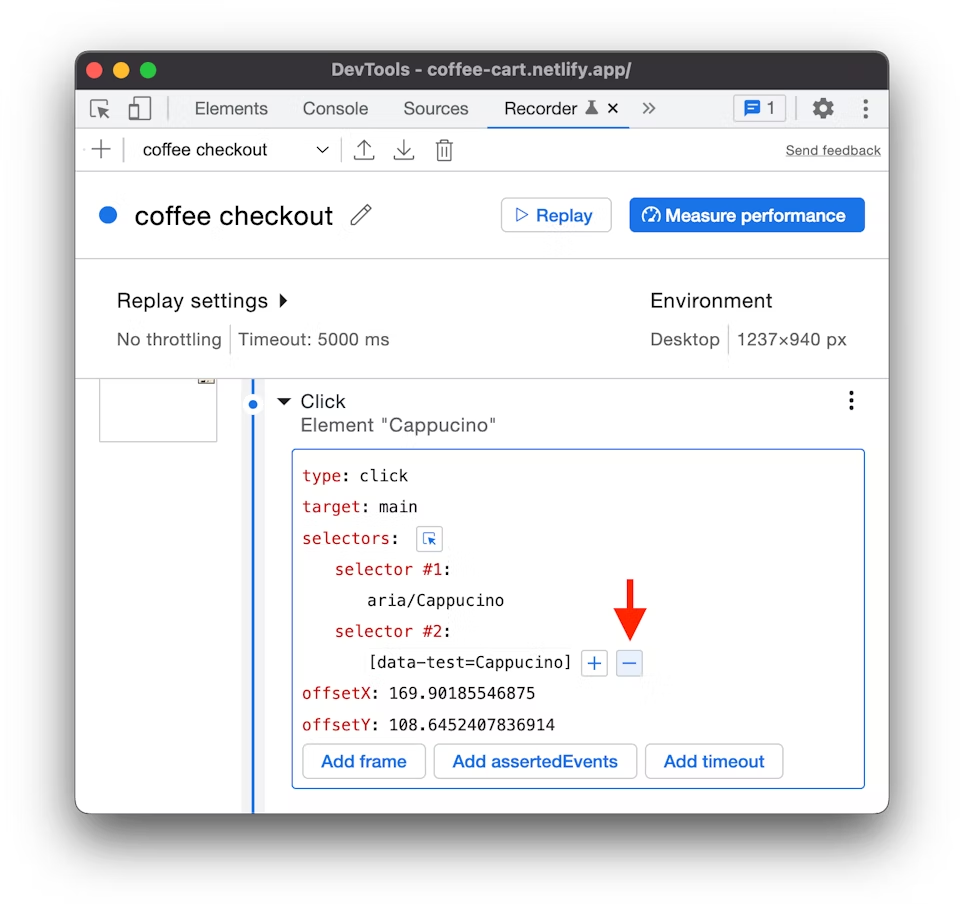 DevTools - coffee-cart.netlify.app/
Elements Console Sources Recorder 1
coffee checkout Send feedback
coffee checkout Replay Measure performance
Replay settings Environment
No throttling Timeout: 5000 ms Desktop 1237×940 px
Click
Element "Cappucino"
type: click
target: main
selectors:
selector #1:
aria/Cappucino
selector #2:
[data-test=Cappucino]
offsetX: 169.90185546875
offsetY: 108.6452407836914
Add frame Add assertedEvents Add timeout